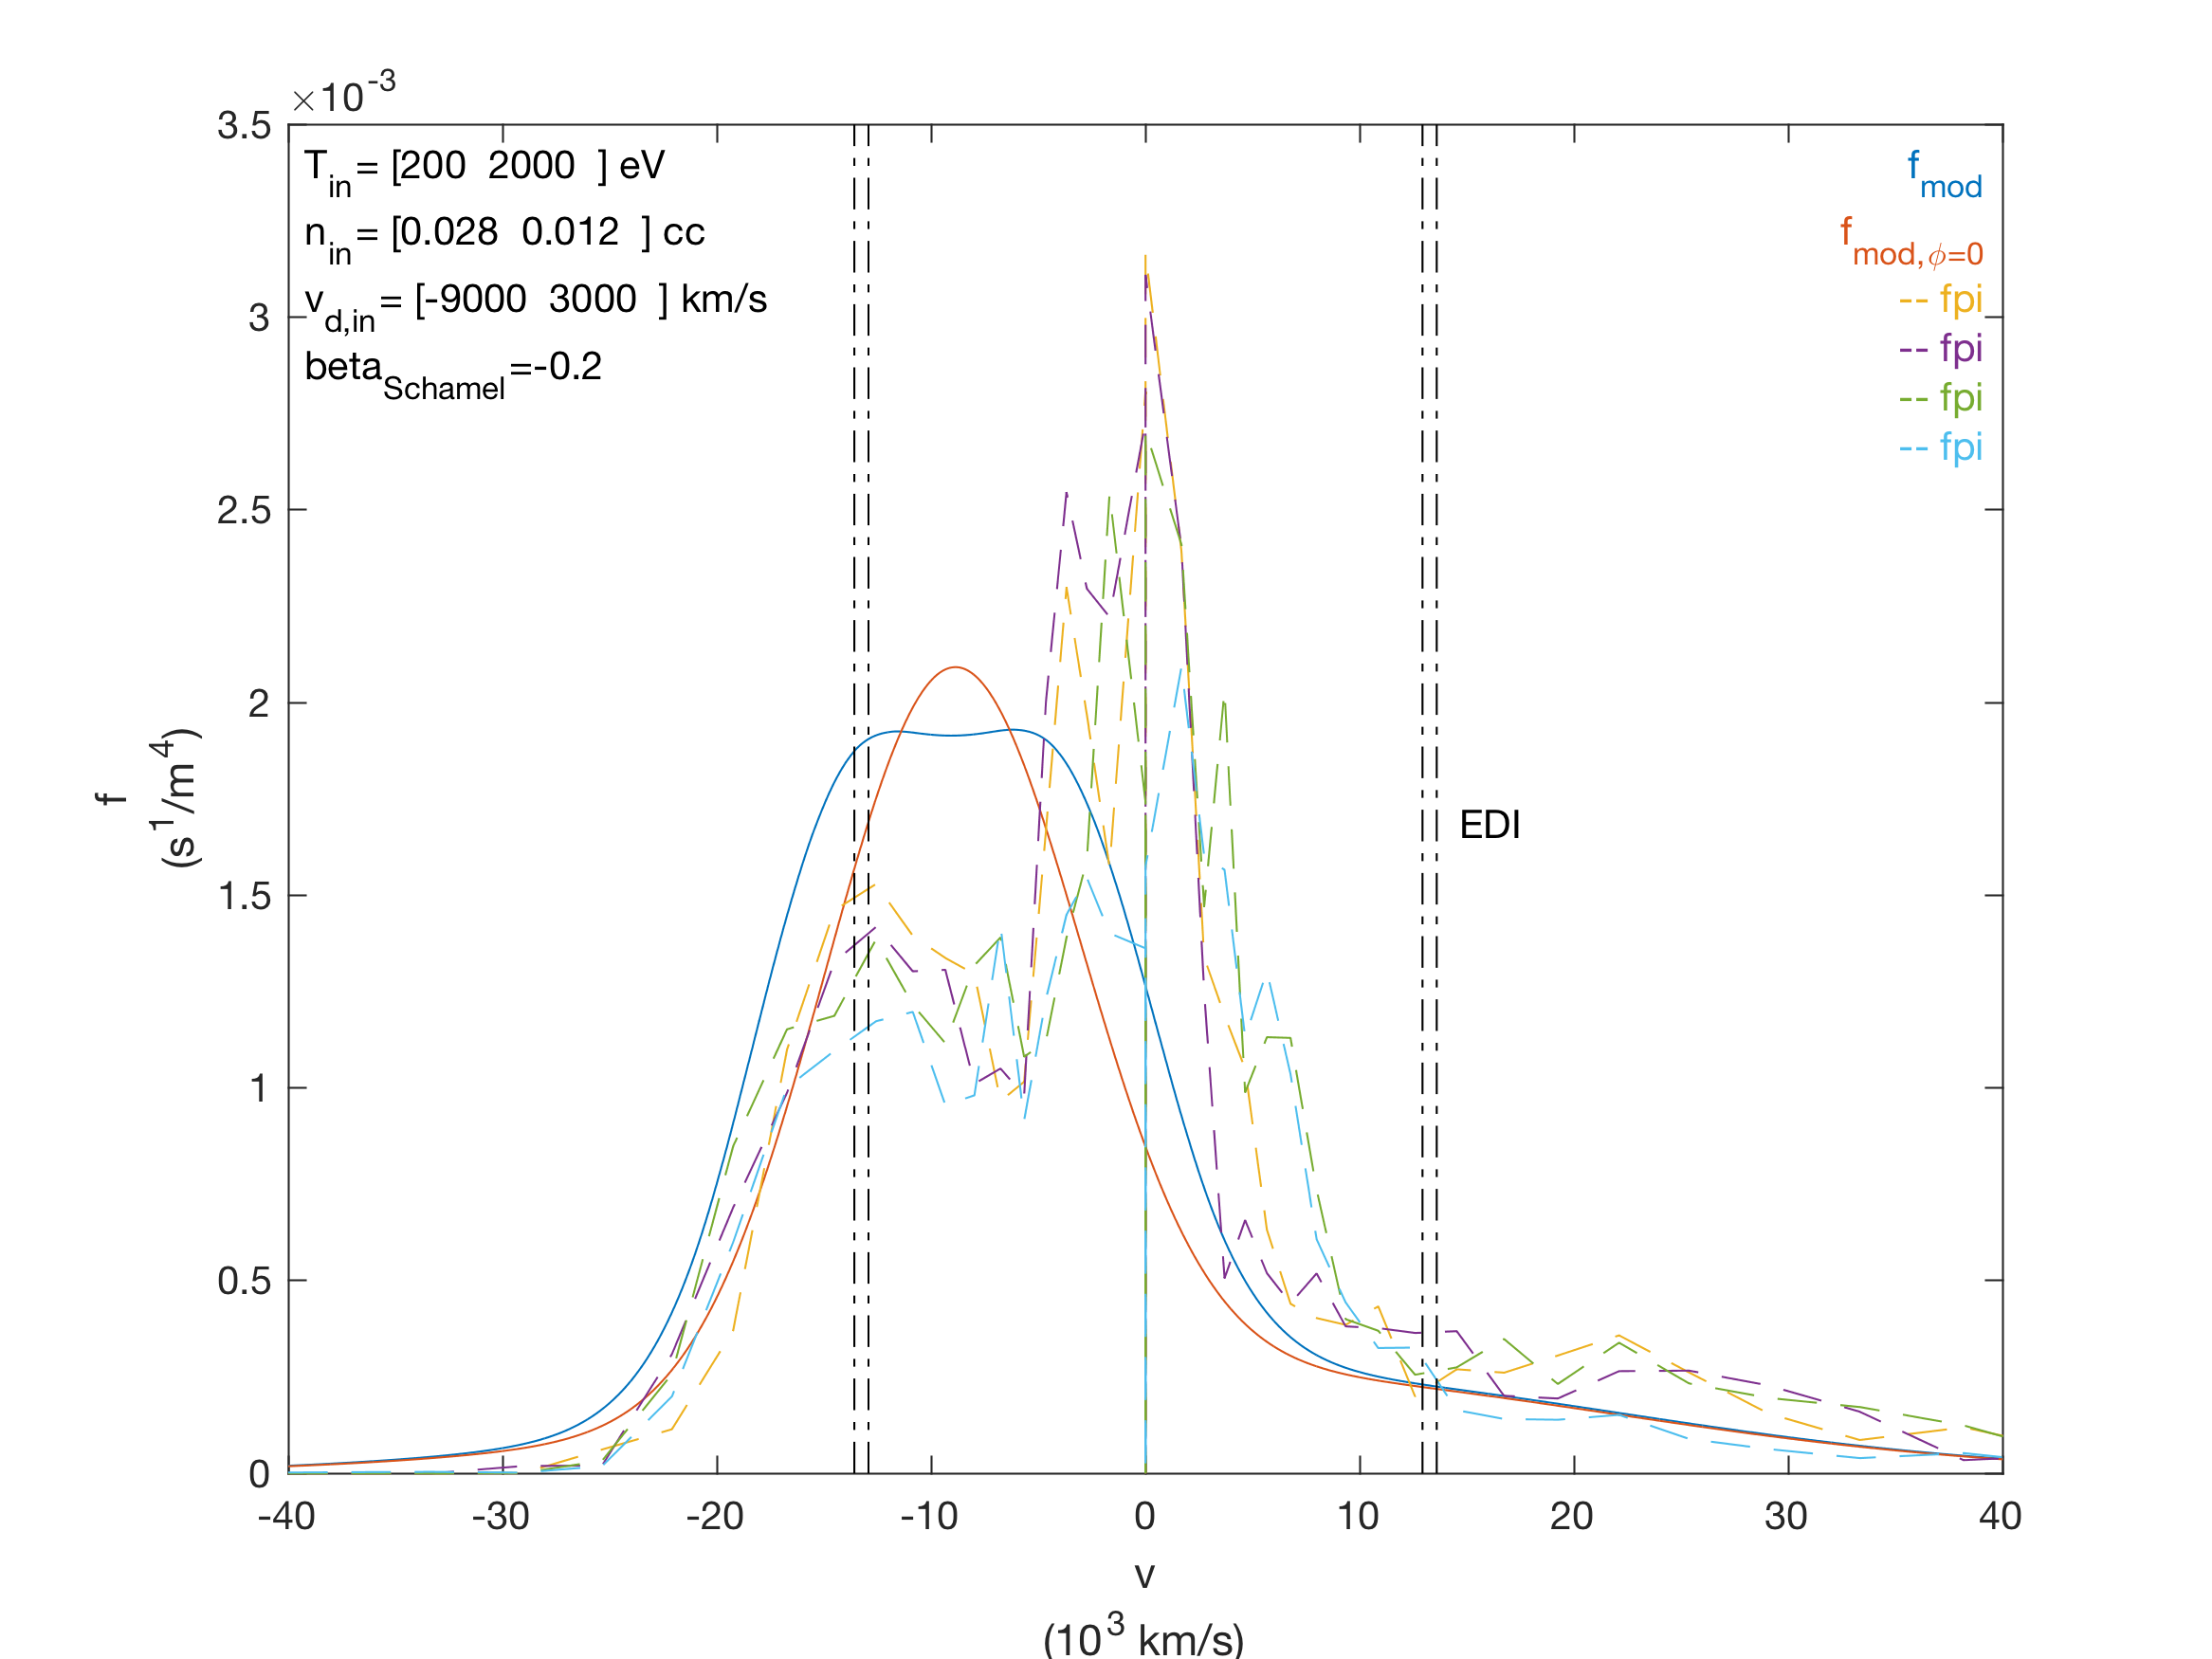 ×10-3
3.5
3
2.5
2
1.5
1
0.5
0
f
(s1/m4)
Tin= [200 2000 ] eV
nin= [0.028 0.012 ] cc
vd,in= [-9000 3000 ] km/s
betaSchamel=-0.2
fmod
fmod,ϕ=0
-- fpi
-- fpi
-- fpi
-- fpi
EDI
-40 -30 -20 -10 0 10 20 30 40
v
(103 km/s)